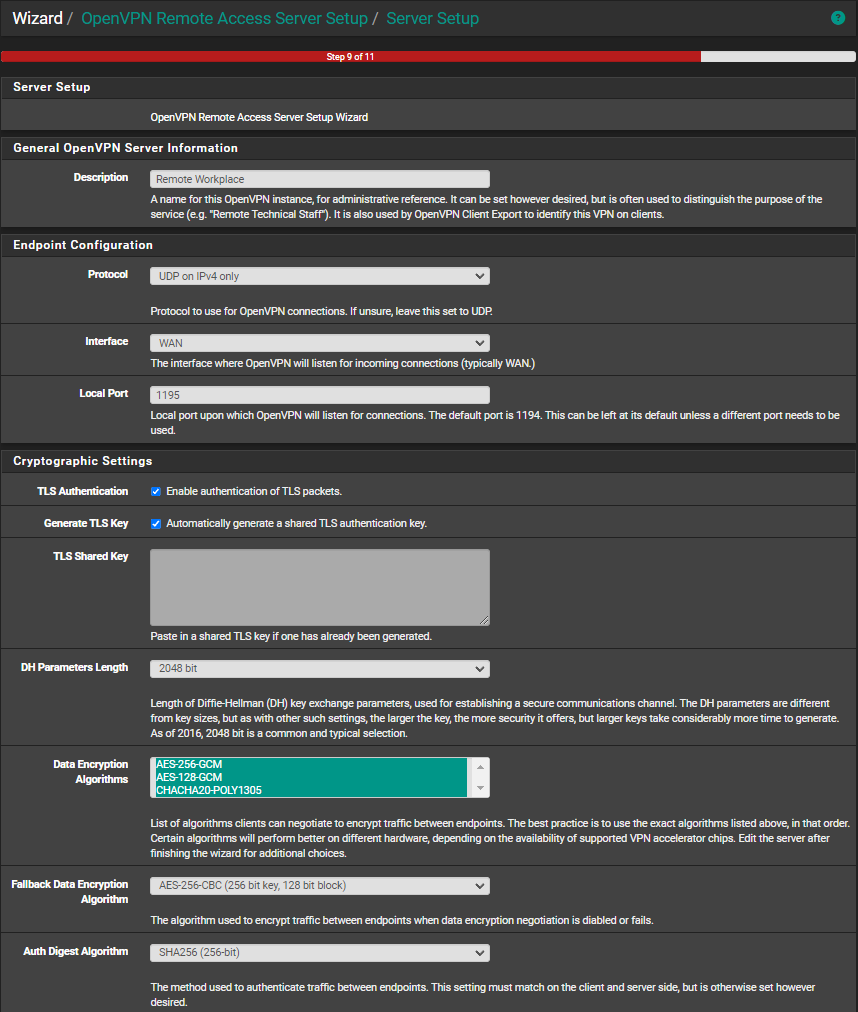 Wizard / OpenVPN Remote Access Server Setup / Server Setup
?
Step 9 of 11
Server Setup
OpenVPN Remote Access Server Setup Wizard
General OpenVPN Server Information
Description
Remote Workplace
A name for this OpenVPN instance, for administrative reference. It can be set however desired, but is often used to distinguish the purpose of the
service (e.g. "Remote Technical Staff"). It is also used by OpenVPN Client Export to identify this VPN on clients.
Endpoint Configuration
Protocol
UDP on IPv4 only
Protocol to use for OpenVPN connections. If unsure, leave this set to UDP.
Interface
WAN
The interface where OpenVPN will listen for incoming connections (typically WAN.)
Local Port
1195
Local port upon which OpenVPN will listen for connections. The default port is 1194. This can be left at its default unless a different port needs to be
used.
Cryptographic Settings
TLS Authentication
Enable authentication of TLS packets.
Generate TLS Key
Automatically generate a shared TLS authentication key.
TLS Shared Key
Paste in a shared TLS key if one has already been generated.
DH Parameters Length
2048 bit
Length of Diffie-Hellman (DH) key exchange parameters, used for establishing a secure communications channel. The DH parameters are different
from key sizes, but as with other such settings, the larger the key, the more security it offers, but larger keys take considerably more time to generate.
As of 2016, 2048 bit is a common and typical selection.
Data Encryption
Algorithms
AES-256-GCM
AES-128-GCM
CHACHA20-POLY1305
List of algorithms clients can negotiate to encrypt traffic between endpoints. The best practice is to use the exact algorithms listed above, in that order.
Certain algorithms will perform better on different hardware, depending on the availability of supported VPN accelerator chips. Edit the server after
finishing the wizard for additional choices.
Fallback Data Encryption
Algorithm
AES-256-CBC (256 bit key, 128 bit block)
The algorithm used to encrypt traffic between endpoints when data encryption negotiation is diabled or fails.
Auth Digest Algorithm
SHA256 (256-bit)
The method used to authenticate traffic between endpoints. This setting must match on the client and server side, but is otherwise set however
desired.